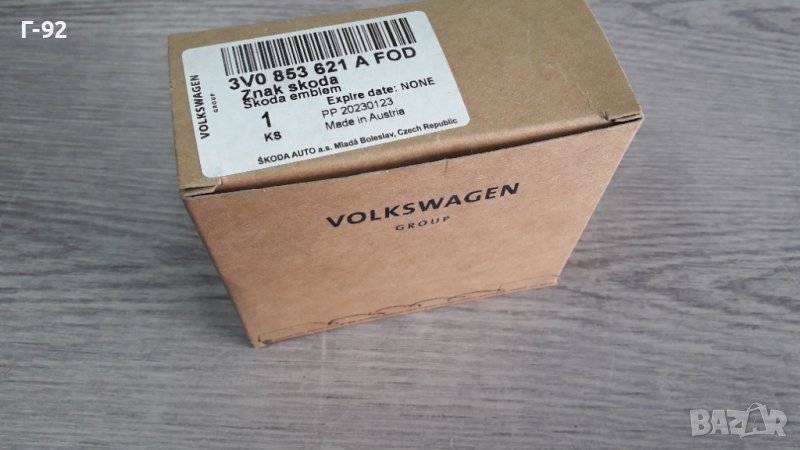 Г-92
VOLKSWAGEN
GROUP
3V0 853 621 A FOD
Znak skoda
Skoda emblem
Expire date: NONE
1
PP 20230123
KS
Made in Austria
ŠKODA AUTO a.s. Mladá Boleslav, Czech Republic
VOLKSWAGEN
GROUP
BAZAR